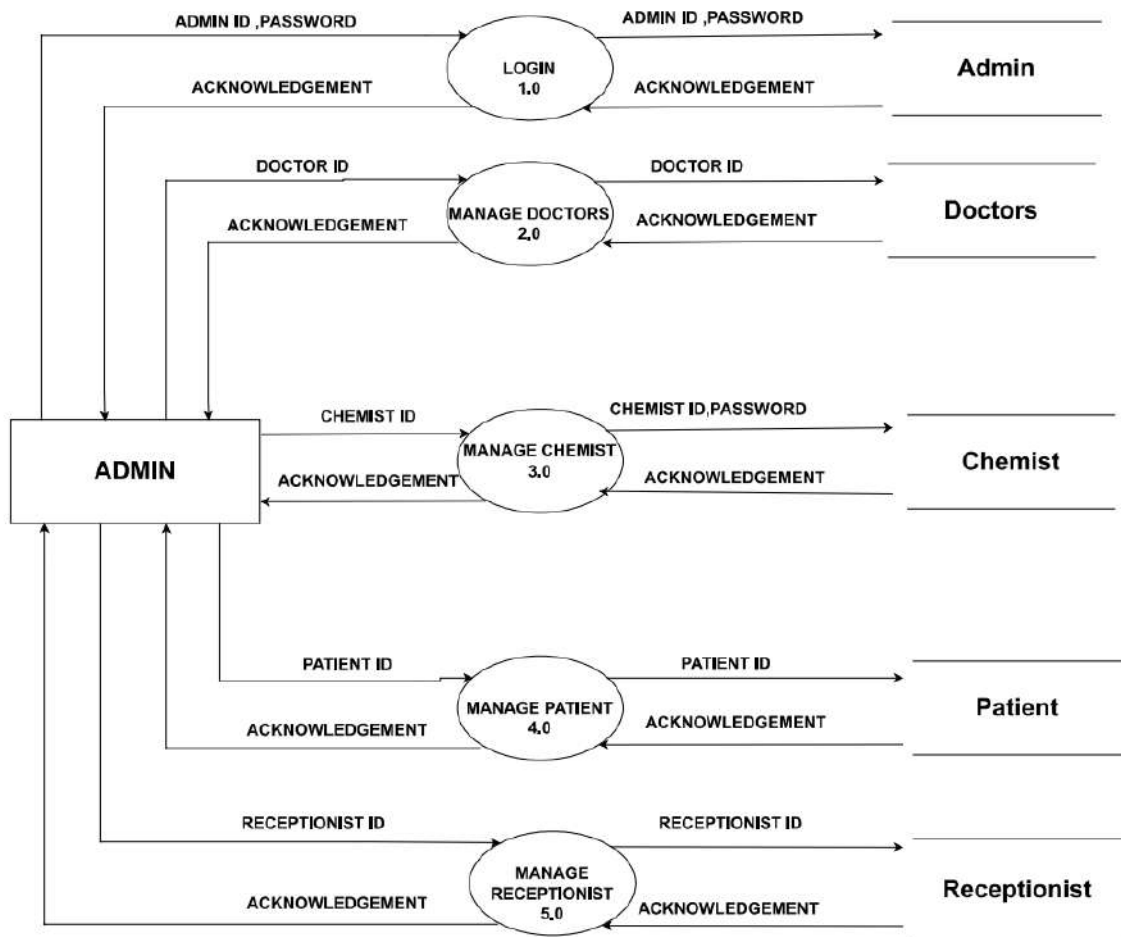 ADMIN ID ,PASSWORD
ADMIN ID ,PASSWORD
LOGIN
1.0
Admin
ACKNOWLEDGEMENT
ACKNOWLEDGEMENT
DOCTOR ID
DOCTOR ID
MANAGE DOCTORS
2.0
Doctors
ACKNOWLEDGEMENT
ACKNOWLEDGEMENT
ADMIN
CHEMIST ID
CHEMIST ID,PASSWORD
MANAGE CHEMIST
3.0
Chemist
ACKNOWLEDGEMENT
ACKNOWLEDGEMENT
PATIENT ID
PATIENT ID
MANAGE PATIENT
4.0
Patient
ACKNOWLEDGEMENT
ACKNOWLEDGEMENT
RECEPTIONIST ID
RECEPTIONIST ID
MANAGE
RECEPTIONIST
5.0
Receptionist
ACKNOWLEDGEMENT
ACKNOWLEDGEMENT